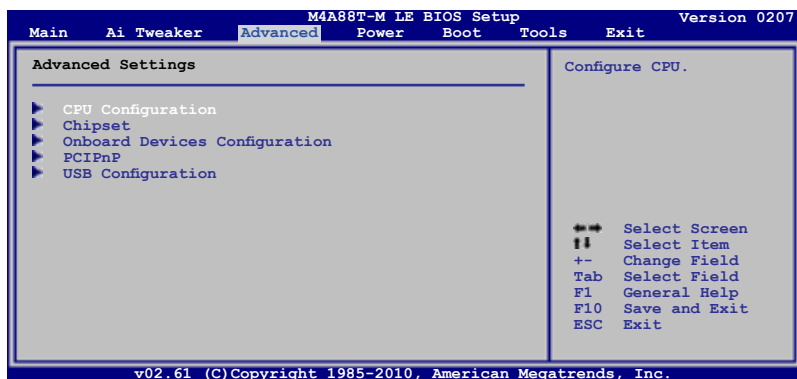 M4A88T-M LE BIOS Setup Version 0207
Main Ai Tweaker Advanced Power Boot Tools Exit
Advanced Settings
CPU Configuration
Chipset
Onboard Devices Configuration
PCIPnP
USB Configuration
Configure CPU.
Select Screen
Select Item
+- Change Field
Tab Select Field
F1 General Help
F10 Save and Exit
ESC Exit
v02.61 (C)Copyright 1985-2010, American Megatrends, Inc.